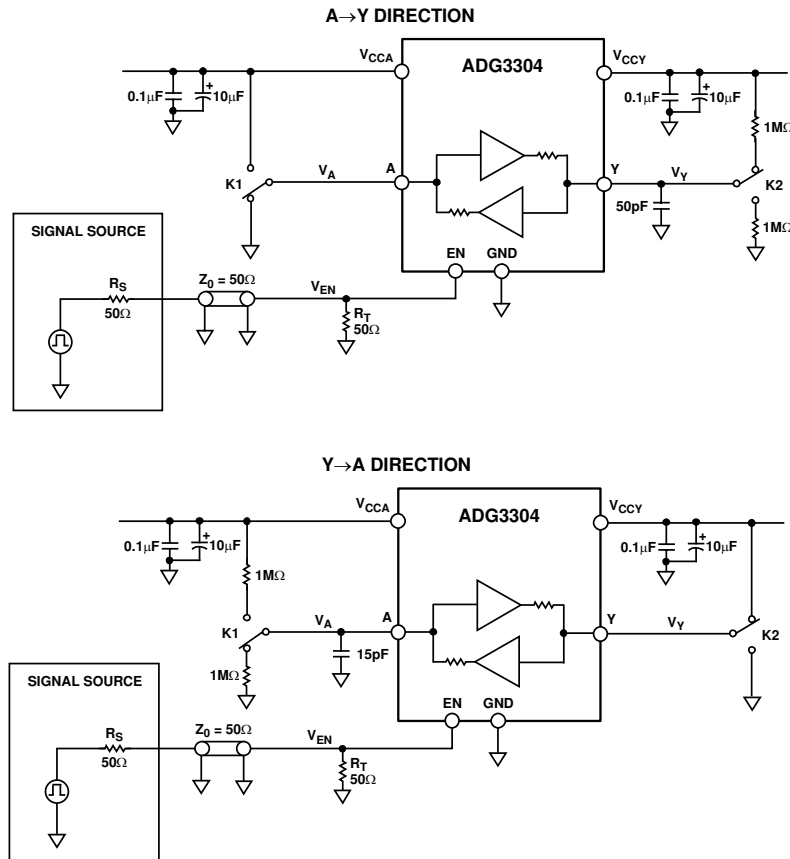 A→Y DIRECTION
VCCA
ADG3304
VCCY
0.1µF
10µF
+
0.1µF
10µF
+
1MΩ
K1
VA
A
Y
VY
K2
50pF
1MΩ
SIGNAL SOURCE
EN
GND
RS
50Ω
Z0 = 50Ω
VEN
RT
50Ω
Y→A DIRECTION
VCCA
ADG3304
VCCY
0.1µF
10µF
+
1MΩ
0.1µF
10µF
+
K1
VA
A
Y
VY
K2
15pF
1MΩ
SIGNAL SOURCE
EN
GND
RS
50Ω
Z0 = 50Ω
VEN
RT
50Ω